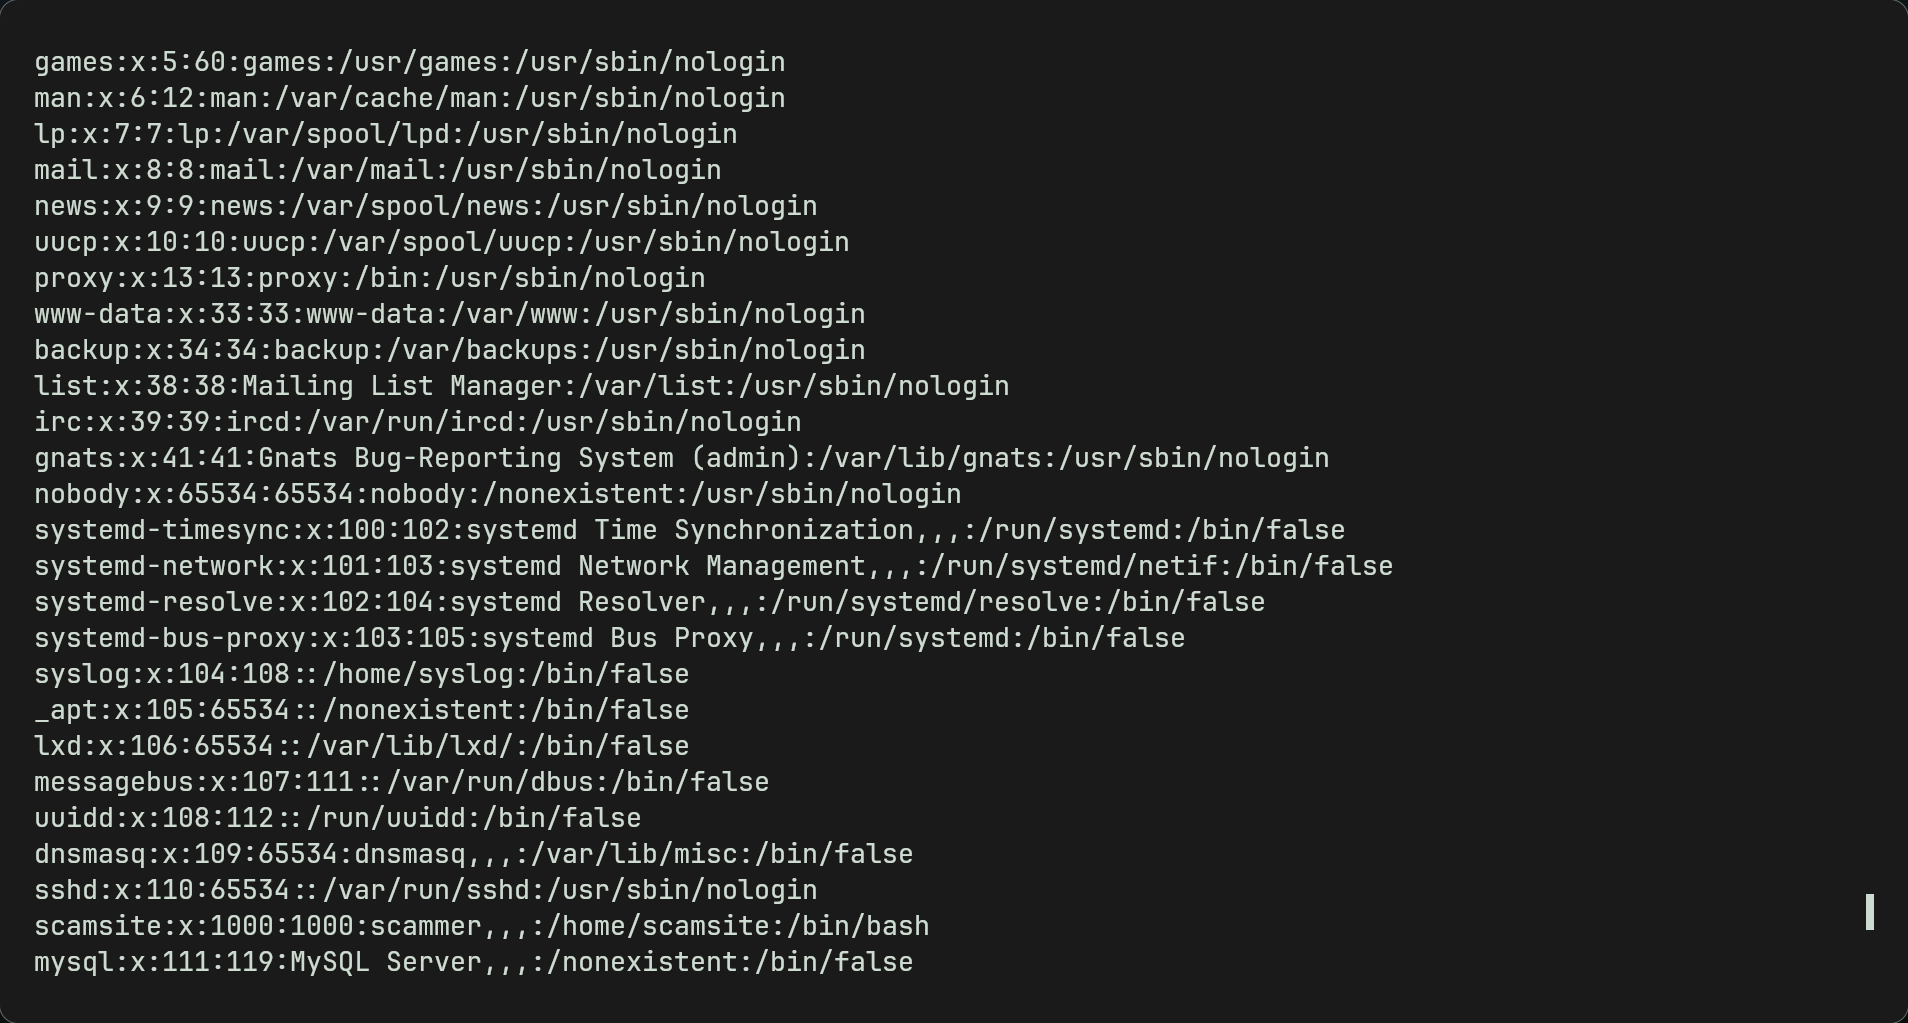 games:x:5:60:games:/usr/games:/usr/sbin/nologin
man:x:6:12:man:/var/cache/man:/usr/sbin/nologin
lp:x:7:7:lp:/var/spool/lpd:/usr/sbin/nologin
mail:x:8:8:mail:/var/mail:/usr/sbin/nologin
news:x:9:9:news:/var/spool/news:/usr/sbin/nologin
uucp:x:10:10:uucp:/var/spool/uucp:/usr/sbin/nologin
proxy:x:13:13:proxy:/bin:/usr/sbin/nologin
www-data:x:33:33:www-data:/var/www:/usr/sbin/nologin
backup:x:34:34:backup:/var/backups:/usr/sbin/nologin
list:x:38:38:Mailing List Manager:/var/list:/usr/sbin/nologin
irc:x:39:39:ircd:/var/run/ircd:/usr/sbin/nologin
gnats:x:41:41:Gnats Bug-Reporting System (admin):/var/lib/gnats:/usr/sbin/nologin
nobody:x:65534:65534:nobody:/nonexistent:/usr/sbin/nologin
systemd-timesync:x:100:102:systemd Time Synchronization,,,:/run/systemd:/bin/false
systemd-network:x:101:103:systemd Network Management,,,:/run/systemd/netif:/bin/false
systemd-resolve:x:102:104:systemd Resolver,,,:/run/systemd/resolve:/bin/false
systemd-bus-proxy:x:103:105:systemd Bus Proxy,,,:/run/systemd:/bin/false
syslog:x:104:108::/home/syslog:/bin/false
_apt:x:105:65534::/nonexistent:/bin/false
lxd:x:106:65534::/var/lib/lxd/:/bin/false
messagebus:x:107:111::/var/run/dbus:/bin/false
uuidd:x:108:112::/run/uuidd:/bin/false
dnsmasq:x:109:65534:dnsmasq,,,:/var/lib/misc:/bin/false
sshd:x:110:65534::/var/run/sshd:/usr/sbin/nologin
scamsite:x:1000:1000:scammer,,,:/home/scamsite:/bin/bash
mysql:x:111:119:MySQL Server,,,:/nonexistent:/bin/false